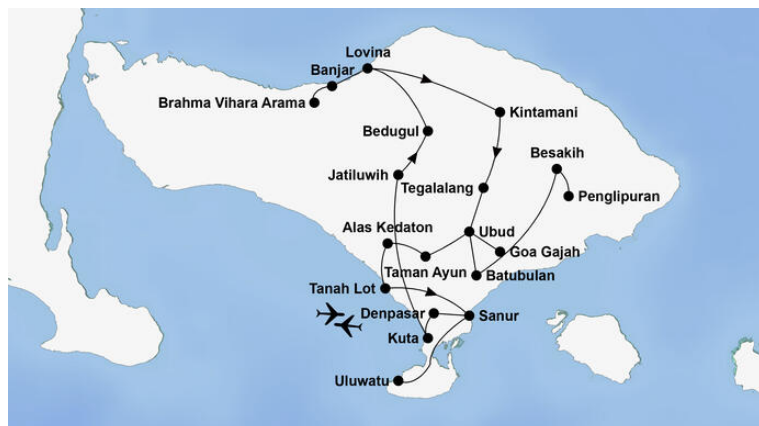 Lovina
Banjar
Brahma Vihara Arama
Kintamani
Bedugul
Besakih
Jatiluwih
Tegalalang
Penglipuran
Alas Kedaton
Ubud
Goa Gajah
Taman Ayun
Batubulan
Tanah Lot
Denpasar
Sanur
Kuta
Uluwatu